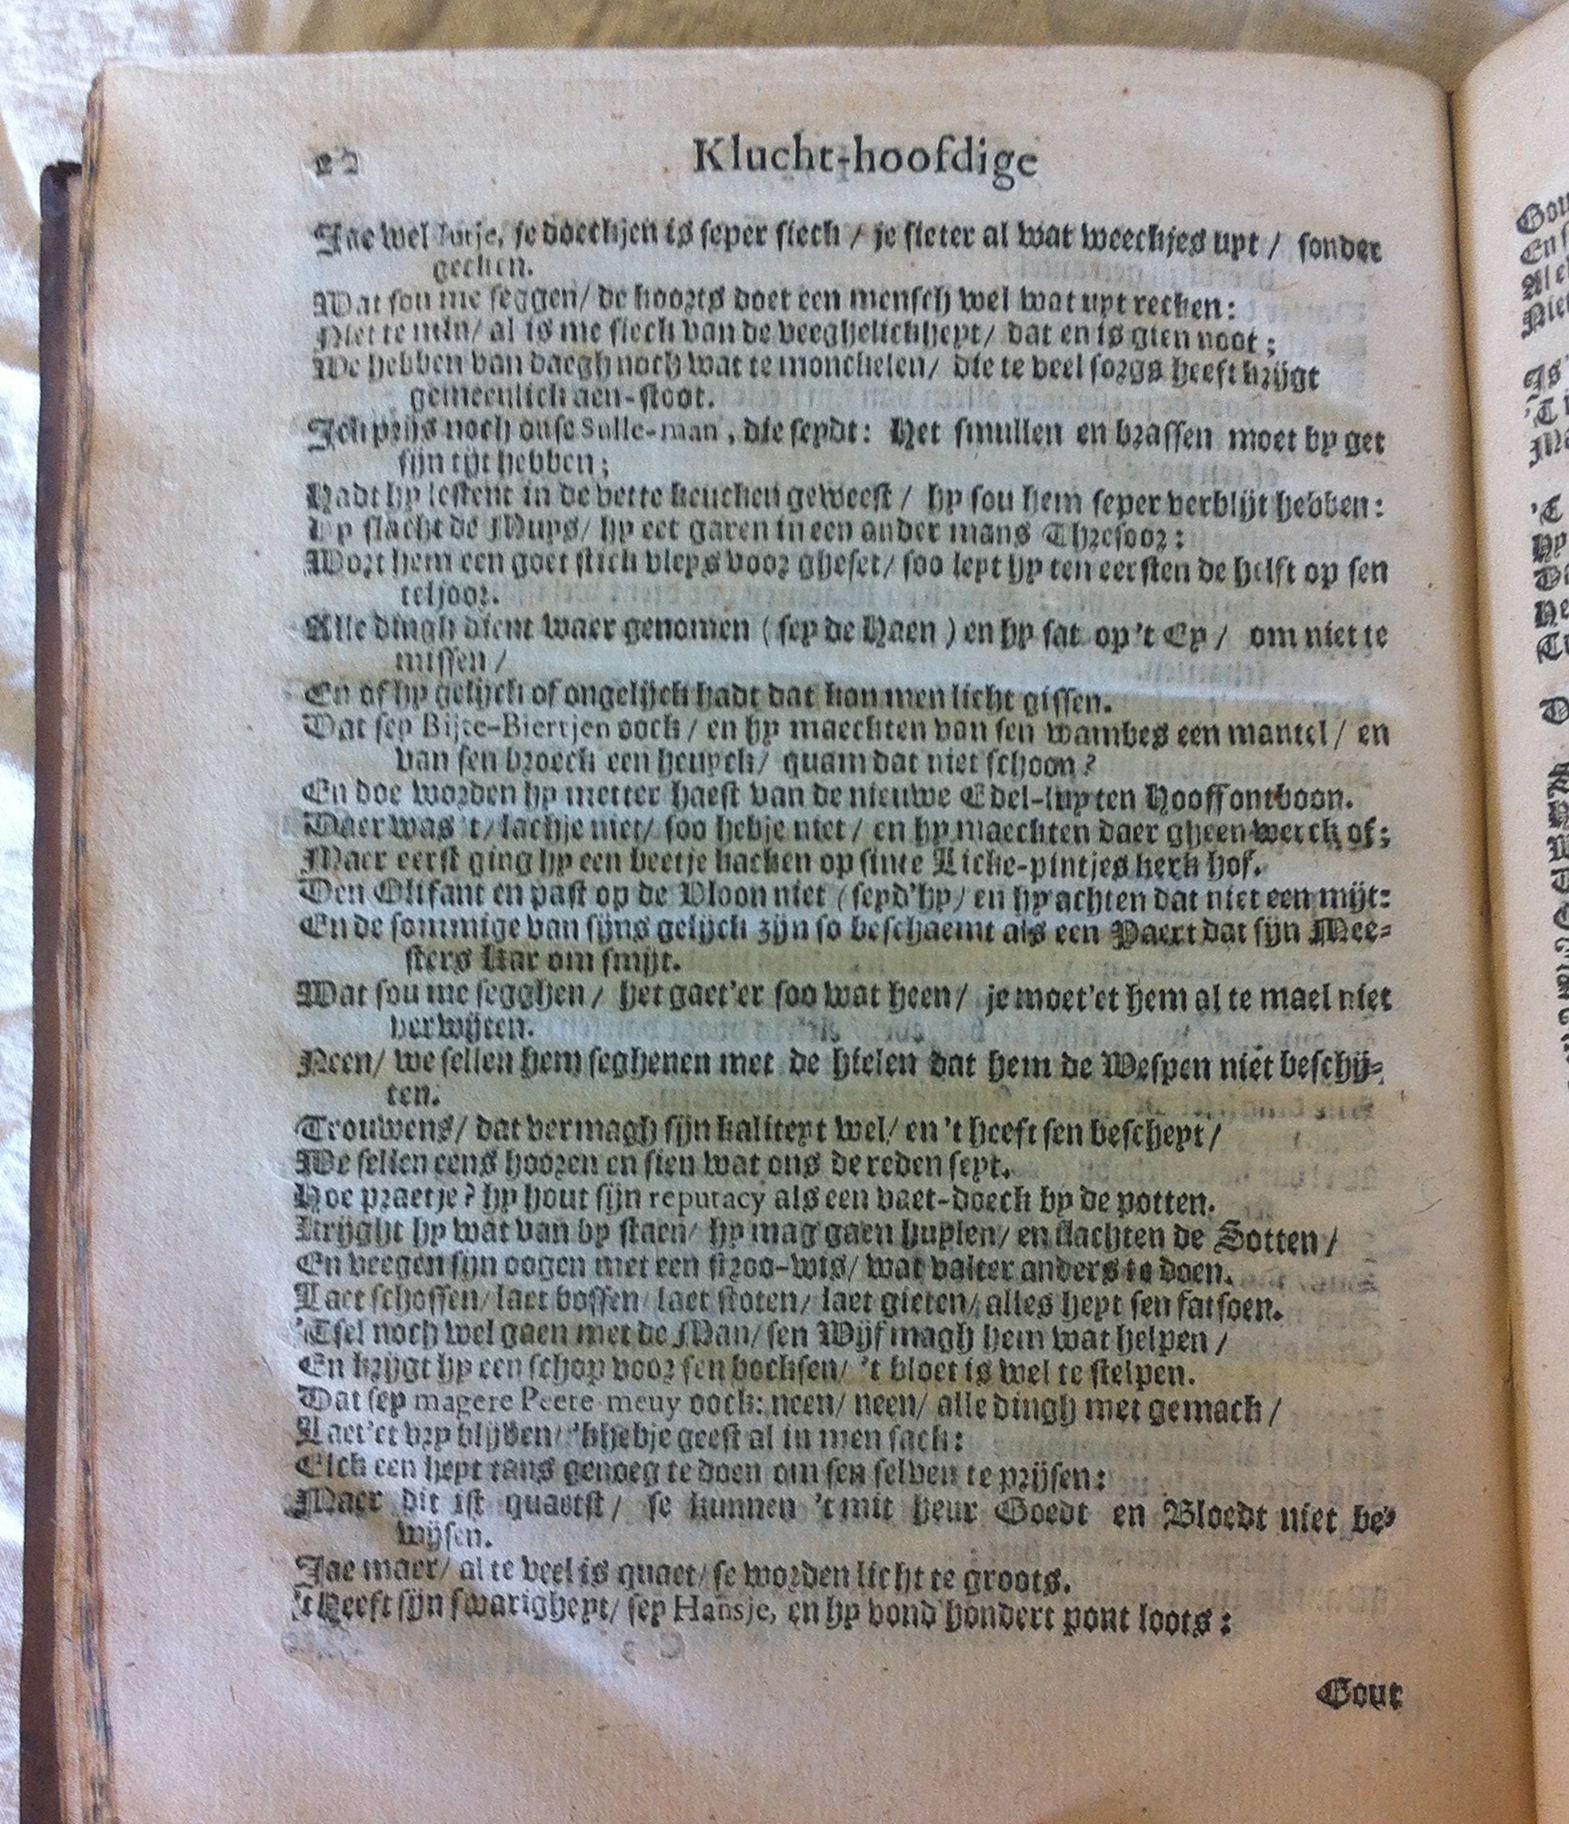 22 Klucht-hoofdige
Jae wel lutje, se doeckjen is seper sieck / je sieter al wat weeckjes uyt / sonder
gecken.
Wat sou me seggen / de koorts doet een mensch wel wat uyt recken:
Niet te min / al is me sieck van de veeghelickheyt / dat en is gien noot;
We hebben van daegh noch wat te monckelen / die te veel sorgs heeft krijgt
gemeenlick aen-stoot.
Ick prijs noch onse Sulle-man, die seydt: Het smullen en brassen moet by get
sijn tijt hebben;
Hadt hy lestent in de vette keucken geweest / hy sou hem seper verblijt hebben:
Hy slacht de Muys / hy eet garen in een ander mans Thresoor:
Wort hem een goet stick vleys voor gheset / soo leyt hy ten eersten de helft op sen
teljoor.
Alle dingh dient waer genomen ( sey de Haen ) en hy sat op 't Ey / om niet te
missen /
En of hy gelijck of ongelijck hadt dat kon men licht gissen.
Dat sey Bijte-Biertjen oock / en hy maeckten van sen wambes een mantel / en
van sen broeck een heuyck / quam dat niet schoon?
En doe worden hy metter haest van de nieuwe Edel-luyten Hooff ontboon.
Daer was 't / lachje niet / soo hebje niet / en hy maeckten daer gheen werck of;
Maer eerst ging hy een beetje kacken op sinte Licke-pintjes kerk hof.
Den Olifant en past op de Vloon niet ( seyd'hy ) en hy achten dat niet een mijt:
En de sommige van sijns gelijck zijn so beschaemt als een Paert dat sijn Mee-
sters Kar om smijt.
Wat sou me segghen / het gaet'er soo wat heen / je moet'et hem al te mael niet
verwijten.
Neen / we sellen hem seghenen met de hielen dat hem de Wespen niet beschij-
ten.
Trouwens / dat vermagh sijn kaliteyt wel / en 't heeft sen bescheyt /
We sellen eens hooren en sien wat ons de reden seyt.
Hoe praetje? hy hout sijn reputacy als een vaet-doeck by de potten.
Krijght hy wat van by staen / hy mag gaen huylen / en slachten de Sotten /
En veegen sijn oogen met een stroo-wis / wat valter anders te doen.
Laet schossen / laet bossen / laet stoten / laet gieten / alles heyt sen fatsoen.
'Tsel noch wel gaen met de Man / sen Wijf magh hem wat helpen /
En krijgt hy een schop voor sen bocksen / 't bloet is wel te stelpen.
Dat sey magere Peete-meuy oock: neen / neen / alle dingh met gemack /
Laet'et vry blijven / 'khebje geest al in men sack:
Elck een heyt tans genoeg te doen om sen selven te prijsen:
Maer dit ist quaetst / se kunnen 't mit heur Goedt en Bloedt niet be-
wijsen.
Jae maer / al te veel is quaet / se worden licht te groots.
't Heeft sijn swarigheyt / sey Hansje, en hy vond hondert pont loots:
Gout